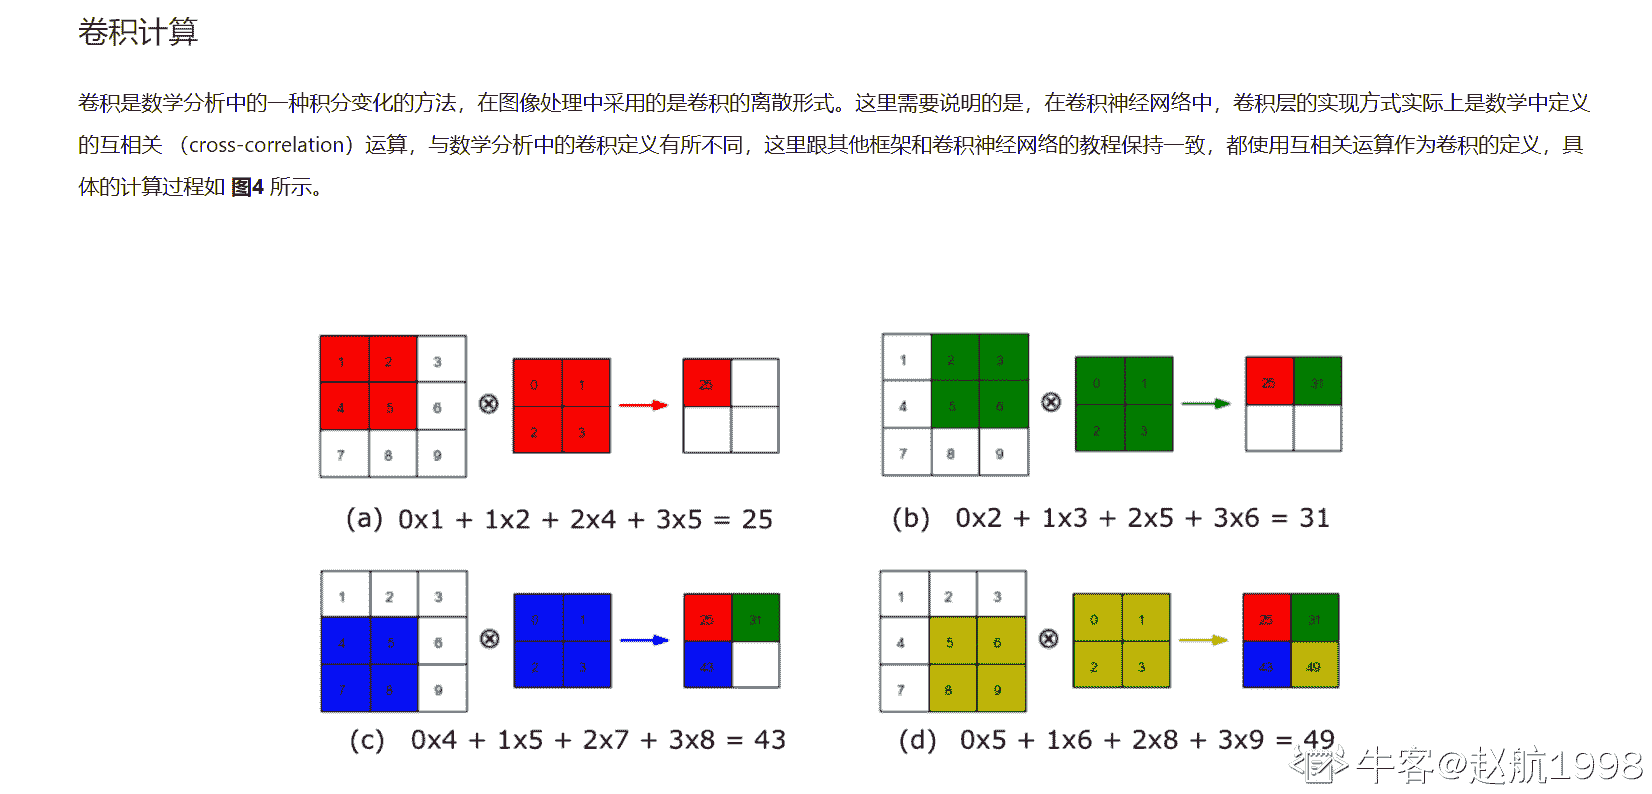 卷积计算
卷积是数学分析中的一种积分变化的方法，在图像处理中采用的是卷积的离散形式。这里需要说明的是，在卷积神经网络中，卷积层的实现方式实际上是数学中定义
的互相关 （cross-correlation）运算，与数学分析中的卷积定义有所不同，这里跟其他框架和卷积神经网络的教程保持一致，都使用互相关运算作为卷积的定义，具
体的计算过程如 图4 所示。
1 2 3
4 5 6
7 8 9
⊗
0 1
2 3
25
(a) 0x1 + 1x2 + 2x4 + 3x5 = 25
1 2 3
4 5 6
7 8 9
⊗
0 1
2 3
25 31
(b) 0x2 + 1x3 + 2x5 + 3x6 = 31
1 2 3
6
8 9
⊗
25 31
(c) 0x4 + 1x5 + 2x7 + 3x8 = 43
1 2 3
4 5 6
7 8 9
⊗
0 1
2 3
25 31
49
(d) 0x5 + 1x6 + 2x8 + 3x9 = 49
牛客@赵航1998